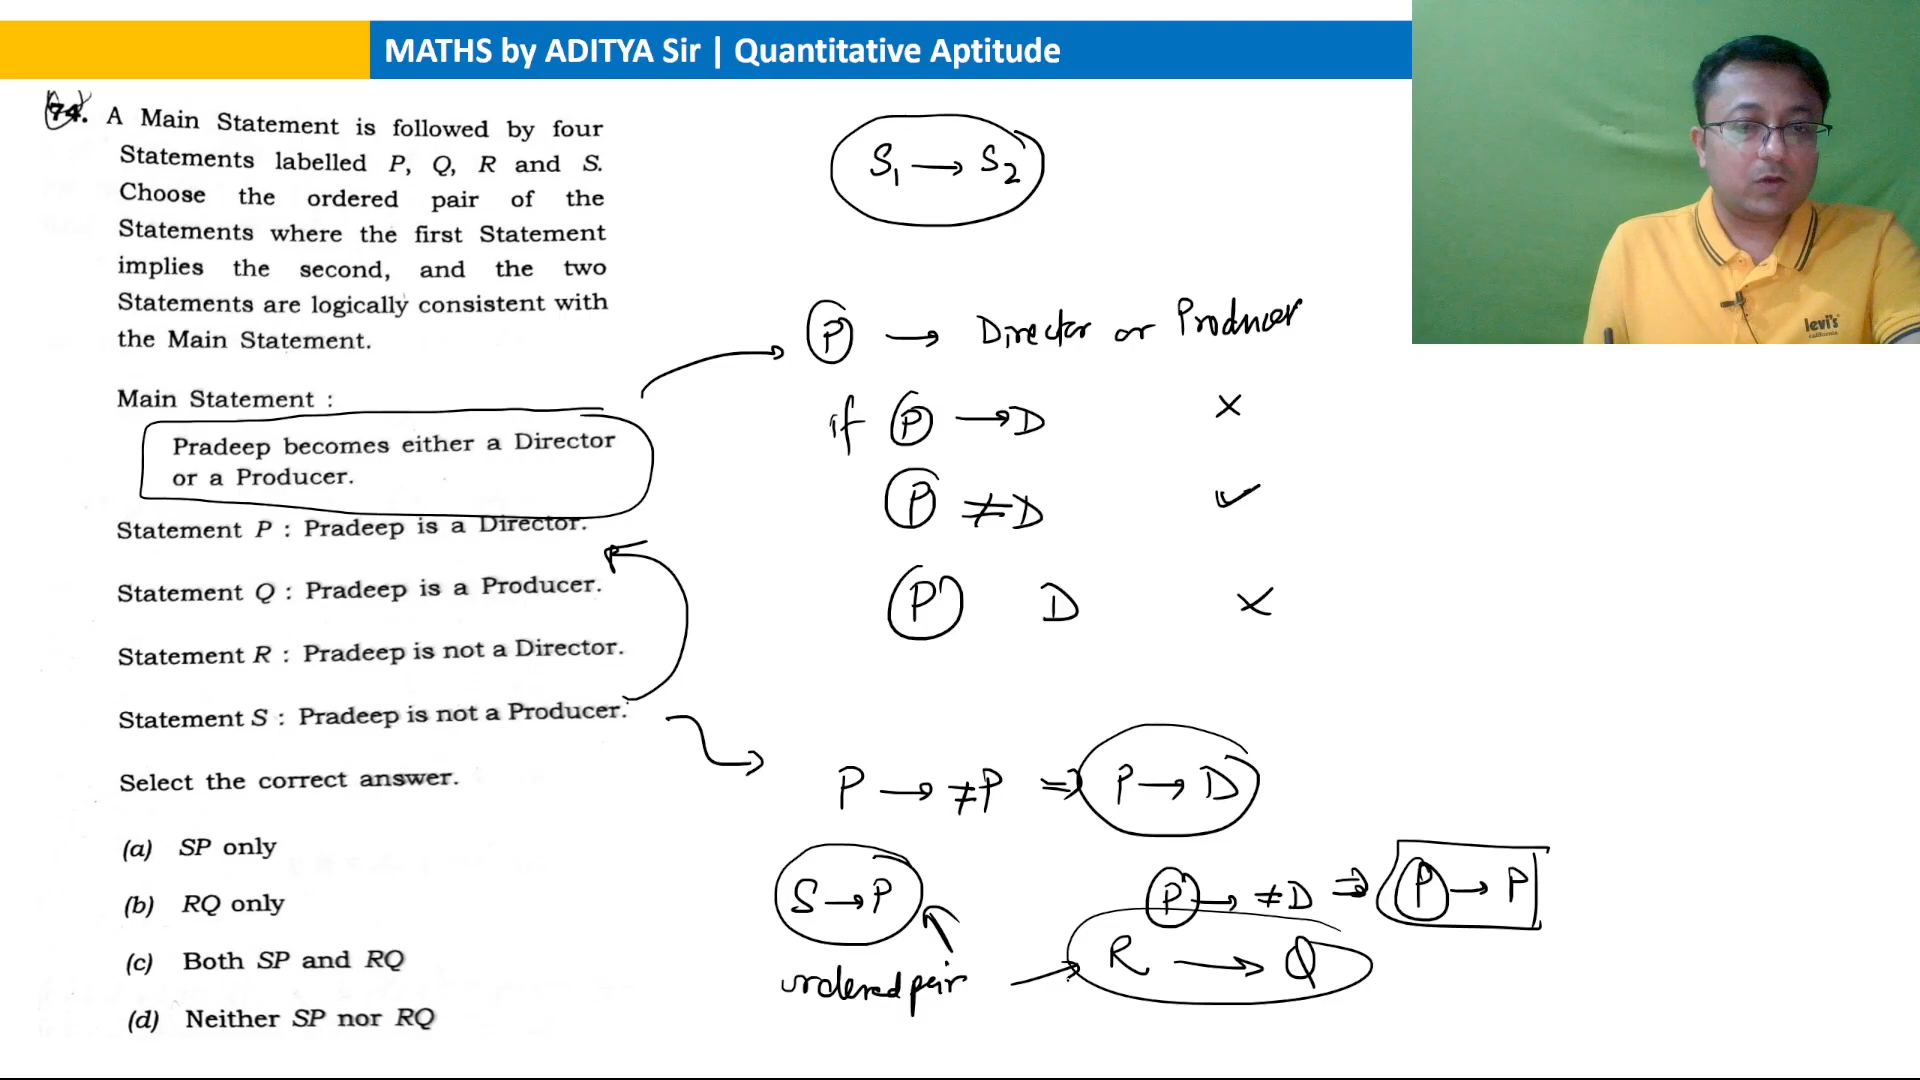 MATHS by ADITYA Sir | Quantitative Aptitude
74. A Main Statement is followed by four
Statements labelled P, Q, R and S.
Choose the ordered pair of the
Statements where the first Statement
implies the second, and the two
Statements are logically consistent with
the Main Statement.
Main Statement :
Pradeep becomes either a Director
or a Producer.
Statement P : Pradeep is a Director.
Statement Q : Pradeep is a Producer.
Statement R : Pradeep is not a Director.
Statement S : Pradeep is not a Producer.
Select the correct answer.
(a) SP only
(b) RQ only
(c) Both SP and RQ
(d) Neither SP nor RQ
S₁ → S₂
P → Director or Producer
if P → D ×
P ≠ D ✓
P D ×
P → ≠P ⇒ P → D
S → P
P → ≠D ⇒ P → P
R → Q
ordered pair
levi's
california